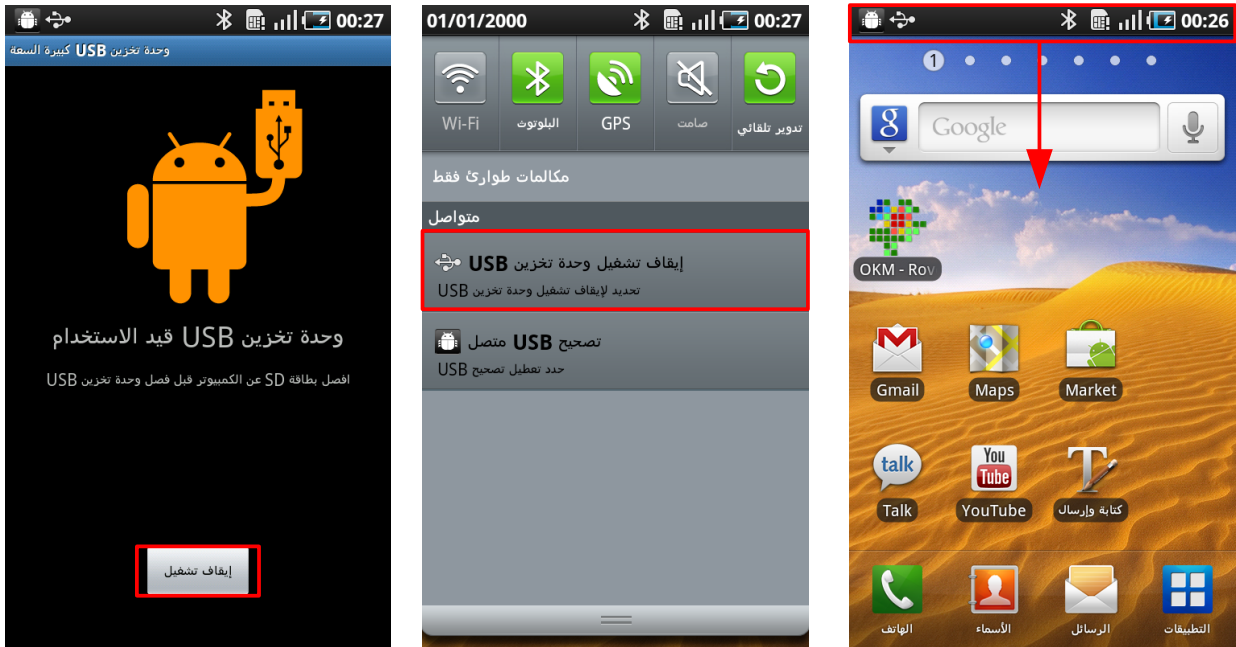 00:27
وحدة تخزين USB كبيرة السعة
وحدة تخزين USB قيد الاستخدام
افصل بطاقة SD عن الكمبيوتر قبل فصل وحدة تخزين USB
إيقاف تشغيل
01/01/2000 00:27
Wi-Fi البلوتوث GPS صامت تدوير تلقائي
مكالمات طوارئ فقط
متواصل
إيقاف تشغيل وحدة تخزين USB
تحديد لإيقاف تشغيل وحدة تخزين USB
تصحيح USB متصل
حدد تعطيل تصحيح USB
00:26
1
8 Google
OKM - Rov
Gmail Maps Market
talk You Tube T
Talk YouTube كتابة وإرسال
الهاتف الأسماء الرسائل التطبيقات